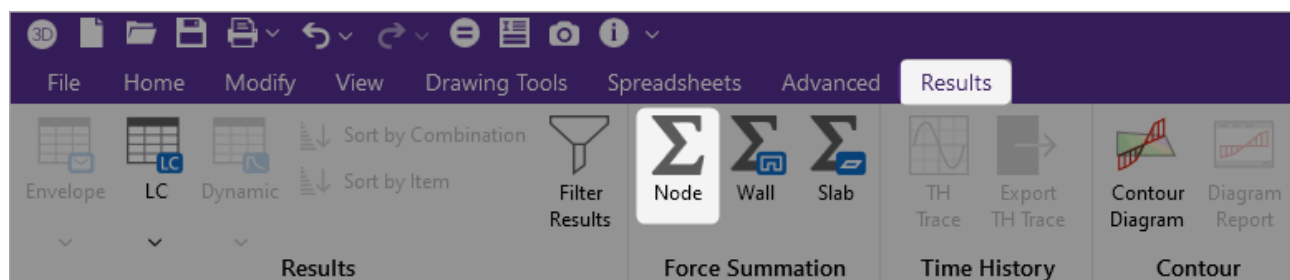 3D
File Home Modify View Drawing Tools Spreadsheets Advanced Results
Envelope
LC
LC
Dynamic
Sort by Combination
Sort by Item
Filter
Results
Node
Wall
Slab
TH
Trace
Export
TH Trace
Contour
Diagram
Diagram
Report
Results Force Summation Time History Contour